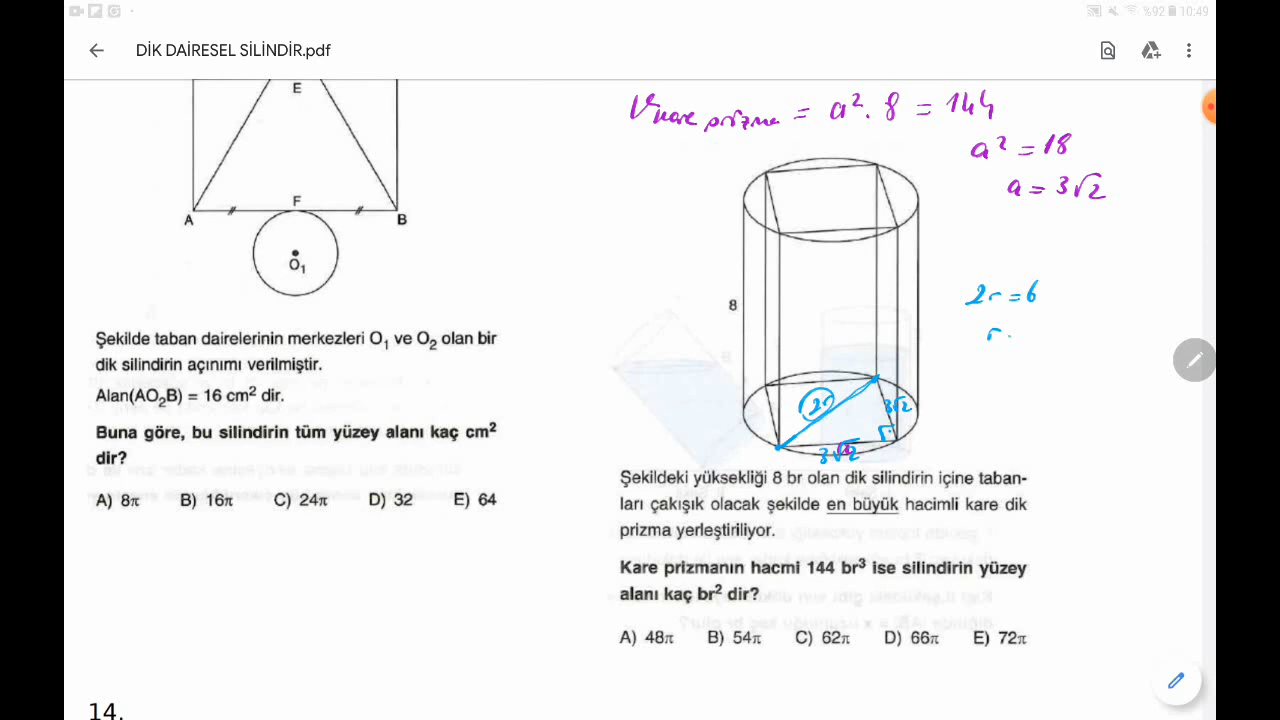 %92 10:49
DİK DAİRESEL SİLİNDİR.pdf
E
F
A
B
O1
Şekilde taban dairelerinin merkezleri O1 ve O2 olan bir
dik silindirin açınımı verilmiştir.
Alan(AO2B) = 16 cm² dir.
Buna göre, bu silindirin tüm yüzey alanı kaç cm²
dir?
A) 8π B) 16π C) 24π D) 32 E) 64
14.
Vkare prizma = a². 8 = 144
a² = 18
a = 3√2
8
2r = 6
r
2r
3√2
3√2
Şekildeki yüksekliği 8 br olan dik silindirin içine taban-
ları çakışık olacak şekilde en büyük hacimli kare dik
prizma yerleştiriliyor.
Kare prizmanın hacmi 144 br³ ise silindirin yüzey
alanı kaç br² dir?
A) 48π B) 54π C) 62π D) 66π E) 72π